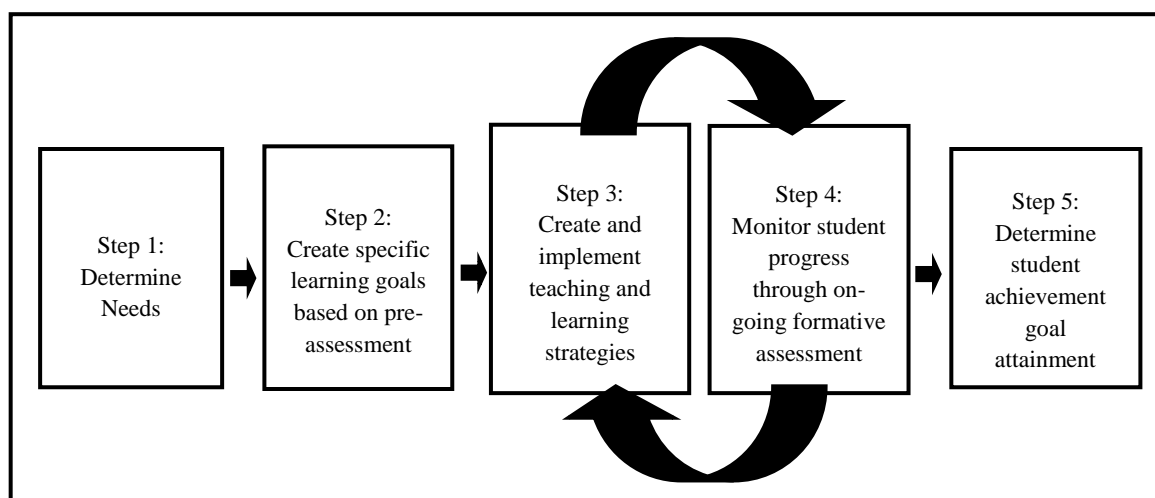 Step 1:
Determine
Needs
Step 2:
Create specific
learning goals
based on pre-
assessment
Step 3:
Create and
implement
teaching and
learning
strategies
Step 4:
Monitor student
progress
through on-
going formative
assessment
Step 5:
Determine
student
achievement
goal
attainment